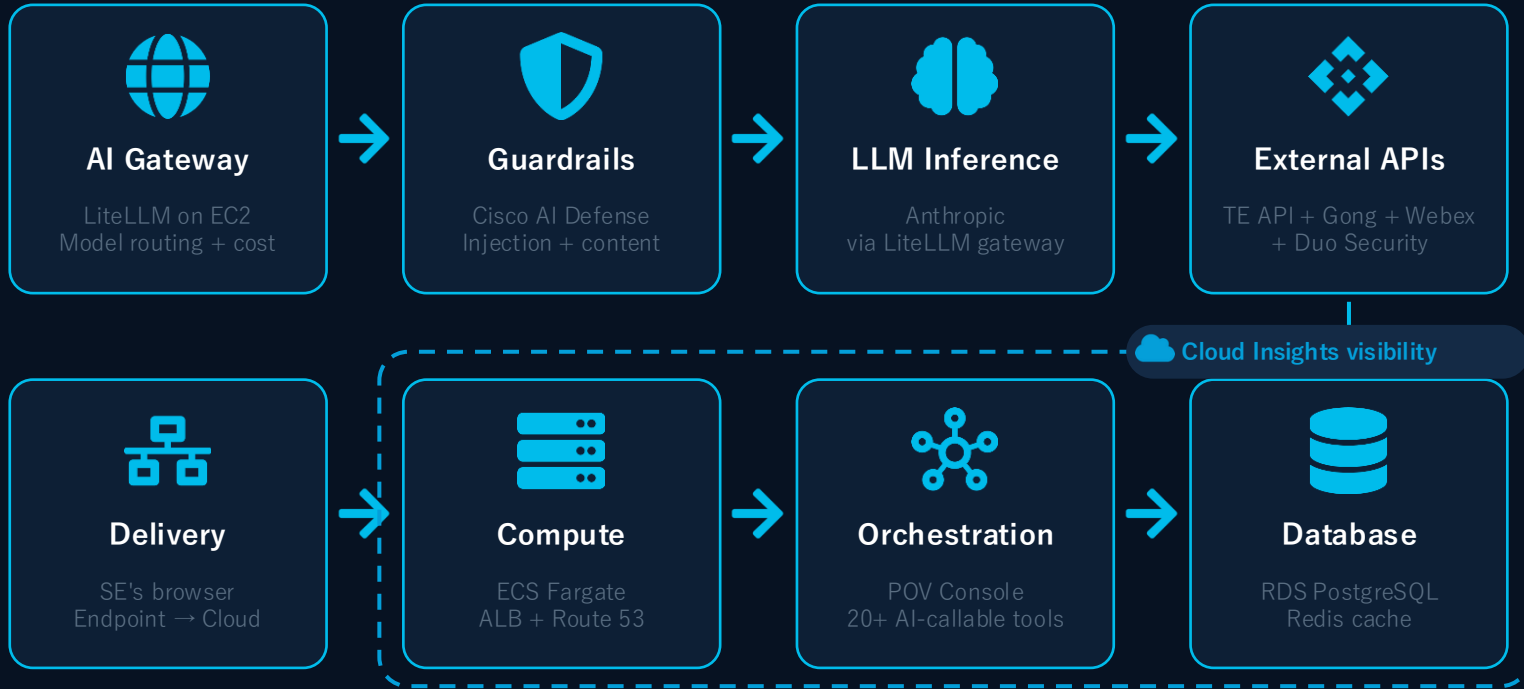 AI Gateway
LiteLLM on EC2
Model routing + cost
Guardrails
Cisco AI Defense
Injection + content
LLM Inference
Anthropic
via LiteLLM gateway
External APIs
TE API + Gong + Webex
+ Duo Security
Cloud Insights visibility
Delivery
SE's browser
Endpoint → Cloud
Compute
ECS Fargate
ALB + Route 53
Orchestration
POV Console
20+ AI-callable tools
Database
RDS PostgreSQL
Redis cache